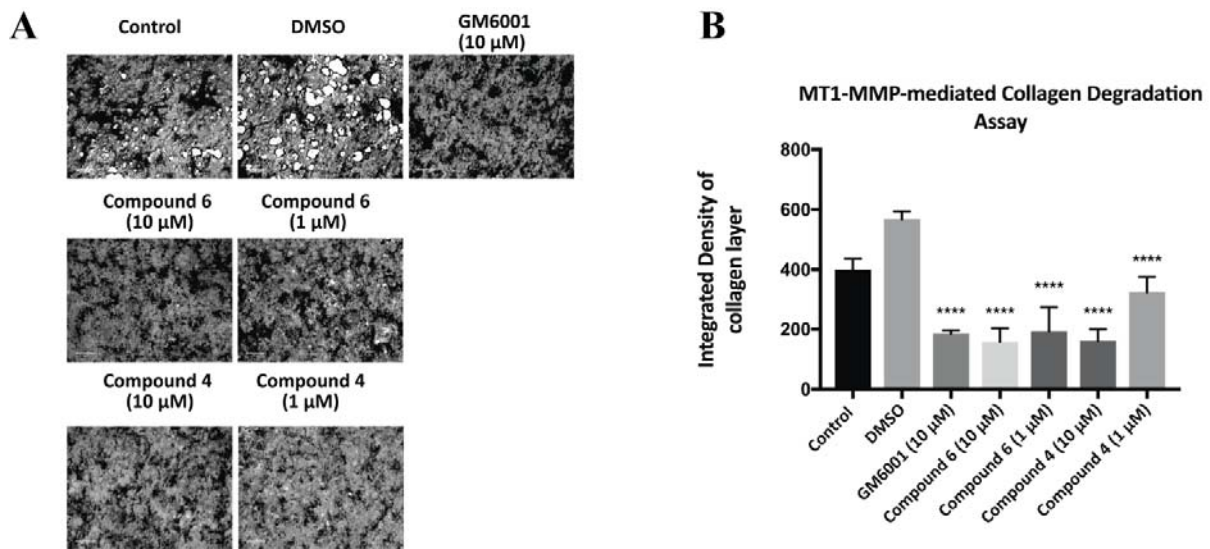 A
Control
DMSO
GM6001
(10 μM)
Compound 6
(10 μM)
Compound 6
(1 μM)
Compound 4
(10 μM)
Compound 4
(1 μM)
B
MT1-MMP-mediated Collagen Degradation
Assay
Integrated Density of
collagen layer
800
600
400
200
0
****
****
****
****
****
Control
DMSO
GM6001 (10 μM)
Compound 6 (10 μM)
Compound 6 (1 μM)
Compound 4 (10 μM)
Compound 4 (1 μM)